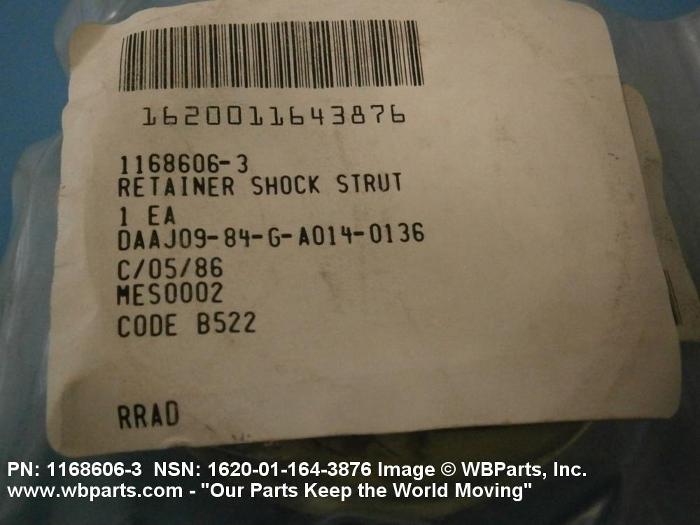 1620011643876
1168606-3
RETAINER SHOCK STRUT
1 EA
DAAJ09-84-G-A014-0136
C/05/86
MES0002
CODE B522
RRAD
PN: 1168606-3 NSN: 1620-01-164-3876 Image © WBParts, Inc.
www.wbparts.com - "Our Parts Keep the World Moving"